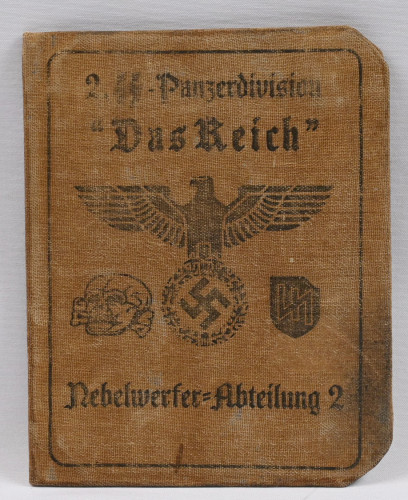 2. SS-Panzerdivision
"Das Reich"
Nebelwerfer=Abteilung 2